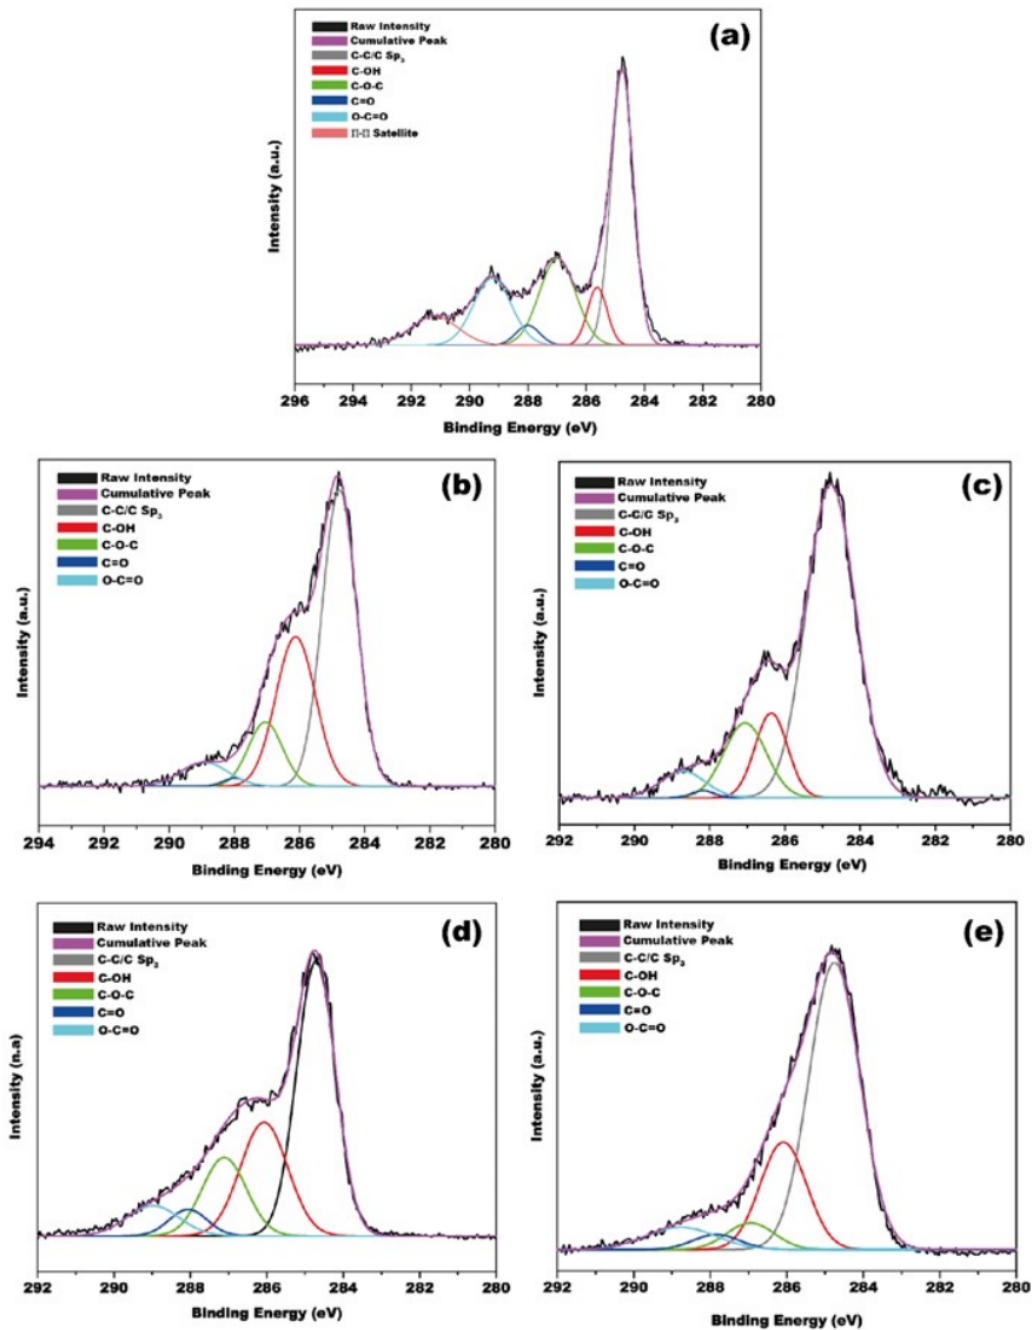 (a)
Raw Intensity
Cumulative Peak
C-C/C Sp₃
C-OH
C-O-C
C=O
O-C=O
Π-Π Satellite
Intensity (a.u.)
296 294 292 290 288 286 284 282 280
Binding Energy (eV)
(b)
Raw Intensity
Cumulative Peak
C-C/C Sp₃
C-OH
C-O-C
C=O
O-C=O
Intensity (a.u.)
294 292 290 288 286 284 282 280
Binding Energy (eV)
(c)
Raw Intensity
Cumulative Peak
C-C/C Sp₃
C-OH
C-O-C
C=O
O-C=O
Intensity (a.u.)
292 290 288 286 284 282 280
Binding Energy (eV)
(d)
Raw Intensity
Cumulative Peak
C-C/C Sp₃
C-OH
C-O-C
C=O
O-C=O
Intensity (n.a)
292 290 288 286 284 282 280
Binding Energy (eV)
(e)
Raw Intensity
Cumulative Peak
C-C/C Sp₃
C-OH
C-O-C
C=O
O-C=O
Intensity (a.u.)
292 290 288 286 284 282 280
Binding Energy (eV)